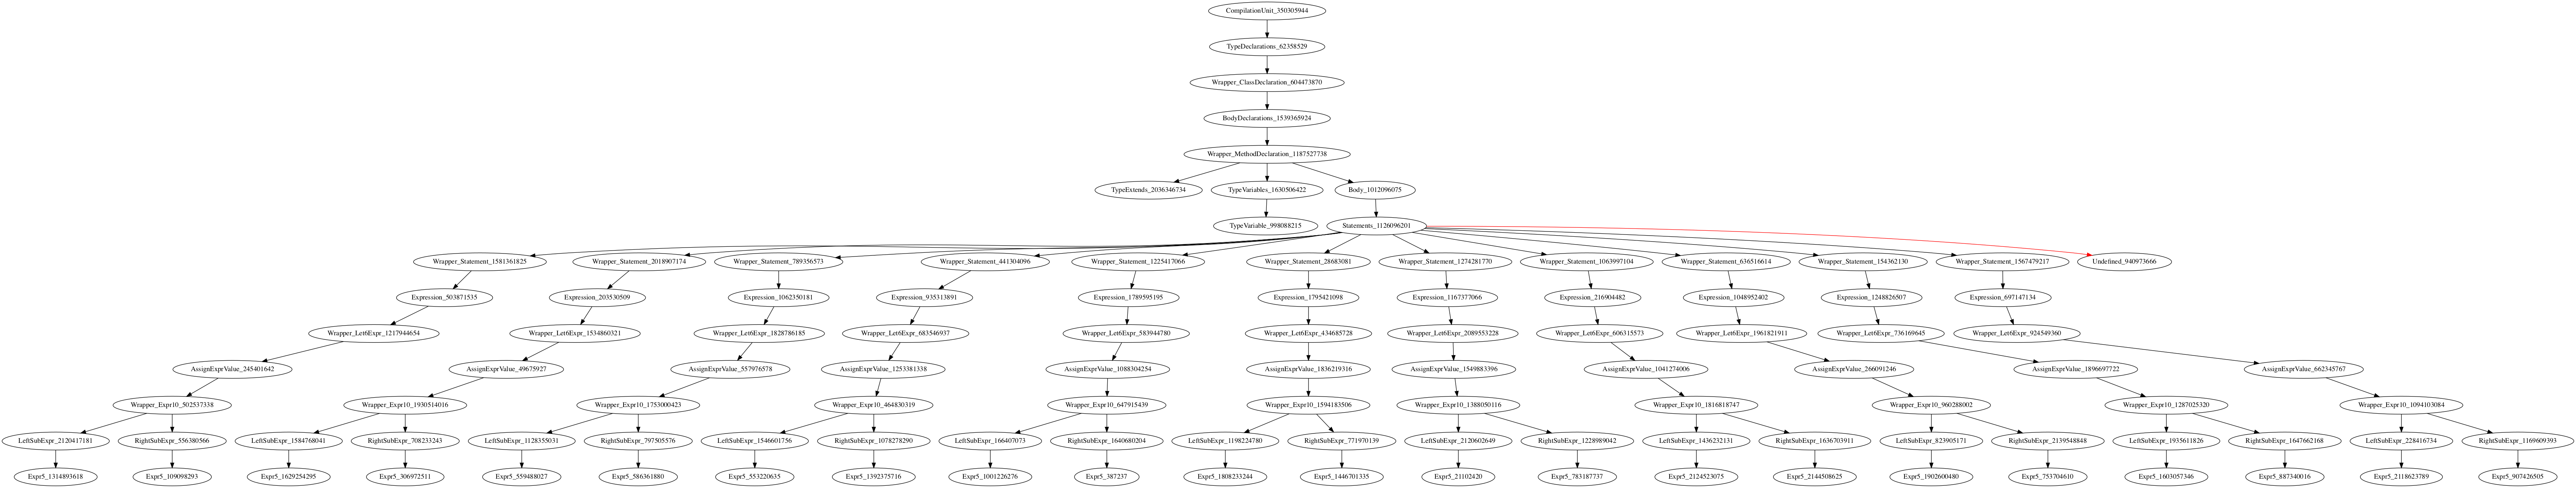 CompilationUnit_350305944
TypeDeclarations_62358529
Wrapper_ClassDeclaration_604473870
BodyDeclarations_1539365924
Wrapper_MethodDeclaration_1187527738
TypeExtends_2036346734 TypeVariables_1630506422 Body_1012096075
TypeVariable_998088215 Statements_1126096201
Wrapper_Statement_1581361825 Wrapper_Statement_2018907174 Wrapper_Statement_789356573 Wrapper_Statement_441304096 Wrapper_Statement_1225417066 Wrapper_Statement_28683081 Wrapper_Statement_1274281770 Wrapper_Statement_1063997104 Wrapper_Statement_636516614 Wrapper_Statement_154362130 Wrapper_Statement_1567479217 Undefined_940973666
Expression_503871535 Expression_203530509 Expression_1062350181 Expression_935313891 Expression_1789595195 Expression_1795421098 Expression_1167377066 Expression_216904482 Expression_1048952402 Expression_1248826507 Expression_697147134
Wrapper_Let6Expr_1217944654 Wrapper_Let6Expr_1534860321 Wrapper_Let6Expr_1828786185 Wrapper_Let6Expr_683546937 Wrapper_Let6Expr_583944780 Wrapper_Let6Expr_434685728 Wrapper_Let6Expr_2089553228 Wrapper_Let6Expr_606315573 Wrapper_Let6Expr_1961821911 Wrapper_Let6Expr_736169645 Wrapper_Let6Expr_924549360
AssignExprValue_245401642 AssignExprValue_49675927 AssignExprValue_557976578 AssignExprValue_1253381338 AssignExprValue_1088304254 AssignExprValue_1836219316 AssignExprValue_1549883396 AssignExprValue_1041274006 AssignExprValue_266091246 AssignExprValue_1896697722 AssignExprValue_662345767
Wrapper_Expr10_502537338 Wrapper_Expr10_1930514016 Wrapper_Expr10_1753000423 Wrapper_Expr10_464830319 Wrapper_Expr10_647915439 Wrapper_Expr10_1594183506 Wrapper_Expr10_1388050116 Wrapper_Expr10_1816818747 Wrapper_Expr10_960288002 Wrapper_Expr10_1287025320 Wrapper_Expr10_1094103084
LeftSubExpr_2120417181 RightSubExpr_556380566 LeftSubExpr_1584768041 RightSubExpr_708233243 LeftSubExpr_1128355031 RightSubExpr_797505576 LeftSubExpr_1546601756 RightSubExpr_1078278290 LeftSubExpr_166407073 RightSubExpr_1640680204 LeftSubExpr_1198224780 RightSubExpr_771970139 LeftSubExpr_2120602649 RightSubExpr_1228989042 LeftSubExpr_1436232131 RightSubExpr_1636703911 LeftSubExpr_823905171 RightSubExpr_2139548848 LeftSubExpr_1935611826 RightSubExpr_1647662168 LeftSubExpr_228416734 RightSubExpr_1169609393
Expr5_1314893618 Expr5_109098293 Expr5_1629254295 Expr5_306972511 Expr5_559488027 Expr5_586361880 Expr5_553220635 Expr5_1392375716 Expr5_1001226276 Expr5_387237 Expr5_1808233244 Expr5_1446701335 Expr5_21102420 Expr5_783187737 Expr5_2124523075 Expr5_2144508625 Expr5_1902600480 Expr5_753704610 Expr5_1603057346 Expr5_887340016 Expr5_2118623789 Expr5_907426505